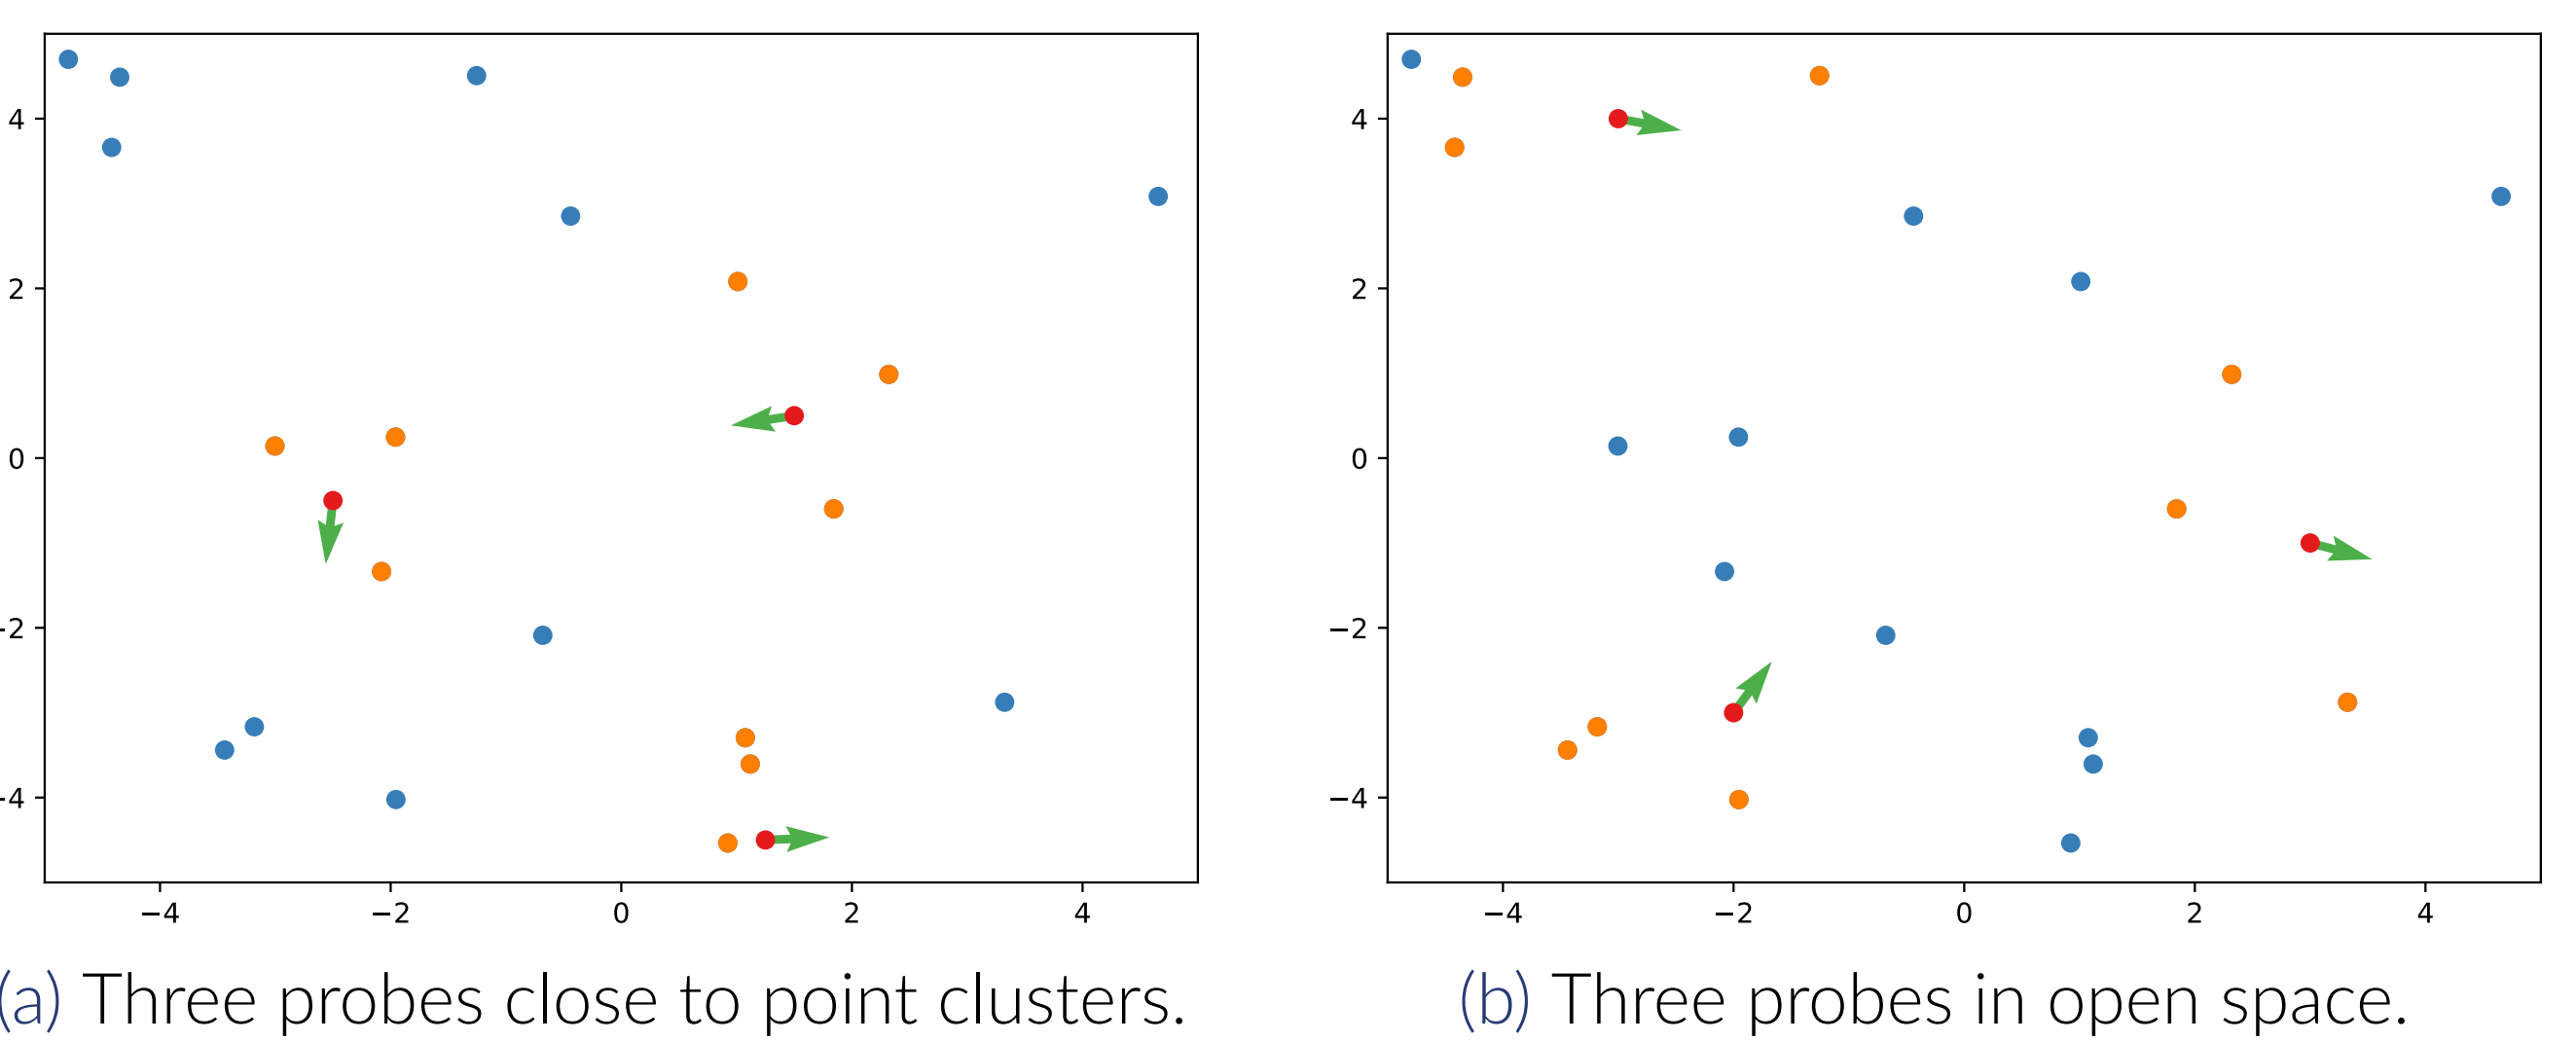 4
2
0
-2
-4
−4 −2 0 2 4
(a) Three probes close to point clusters.
4
2
0
−2
−4
−4 −2 0 2 4
(b) Three probes in open space.